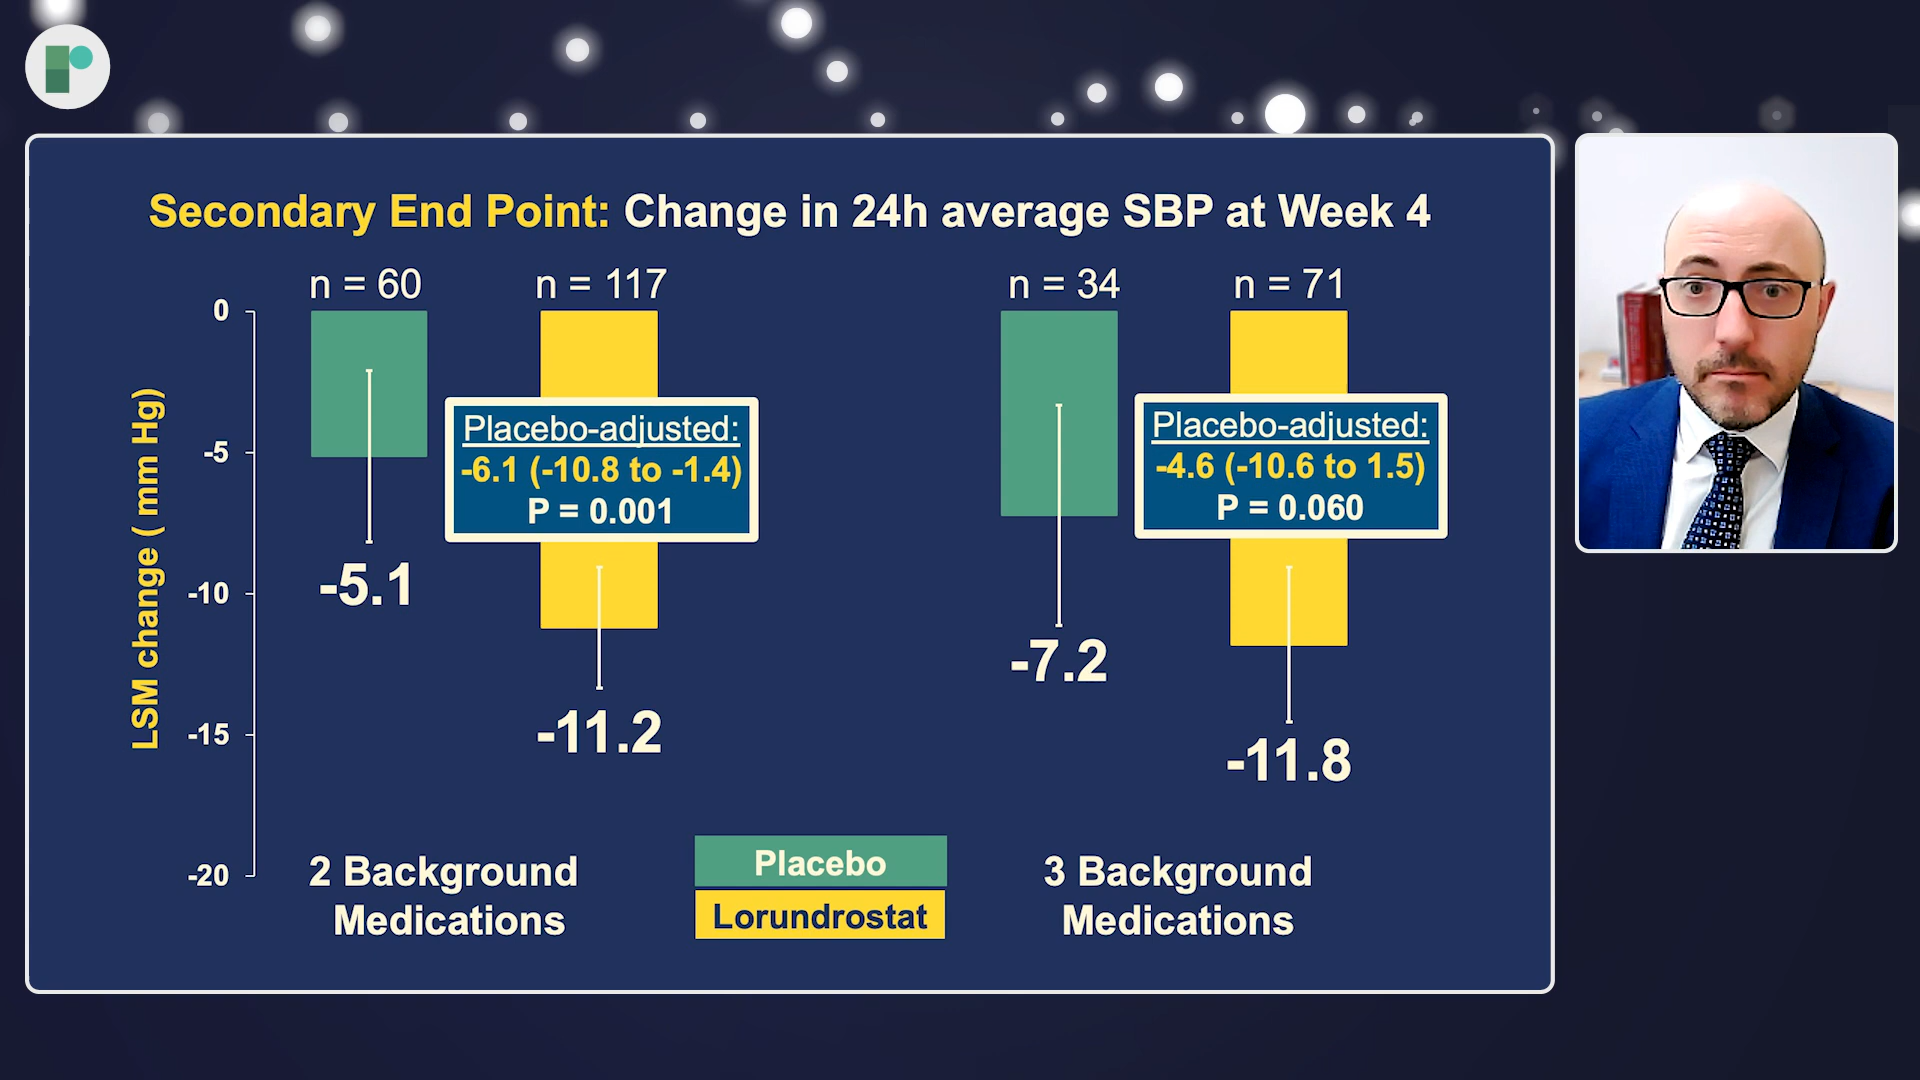 Secondary End Point: Change in 24h average SBP at Week 4
n = 60
n = 117
n = 34
n = 71
LSM change ( mm Hg)
0
-5
-10
-15
-20
Placebo-adjusted:
-6.1 (-10.8 to -1.4)
P = 0.001
-5.1
-11.2
Placebo-adjusted:
-4.6 (-10.6 to 1.5)
P = 0.060
-7.2
-11.8
2 Background
Medications
Placebo
Lorundrostat
3 Background
Medications